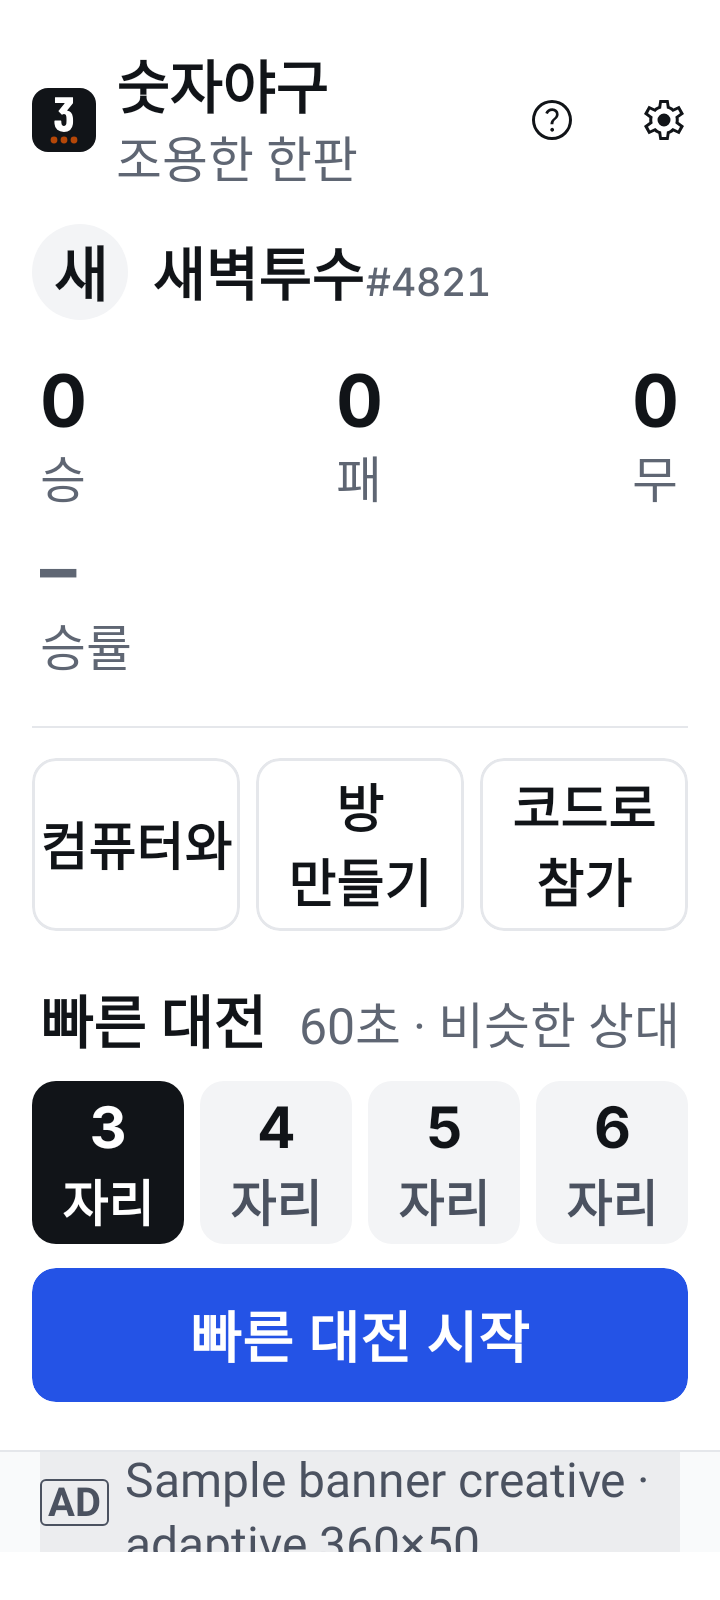 3
숫자야구
조용한 한판
?
새
새벽투수#4821
0 0 0
승 패 무
–
승률
컴퓨터와
방
만들기
코드로
참가
빠른 대전 60초 · 비슷한 상대
3 4 5 6
자리 자리 자리 자리
빠른 대전 시작
AD
Sample banner creative ·
adaptive 360×50